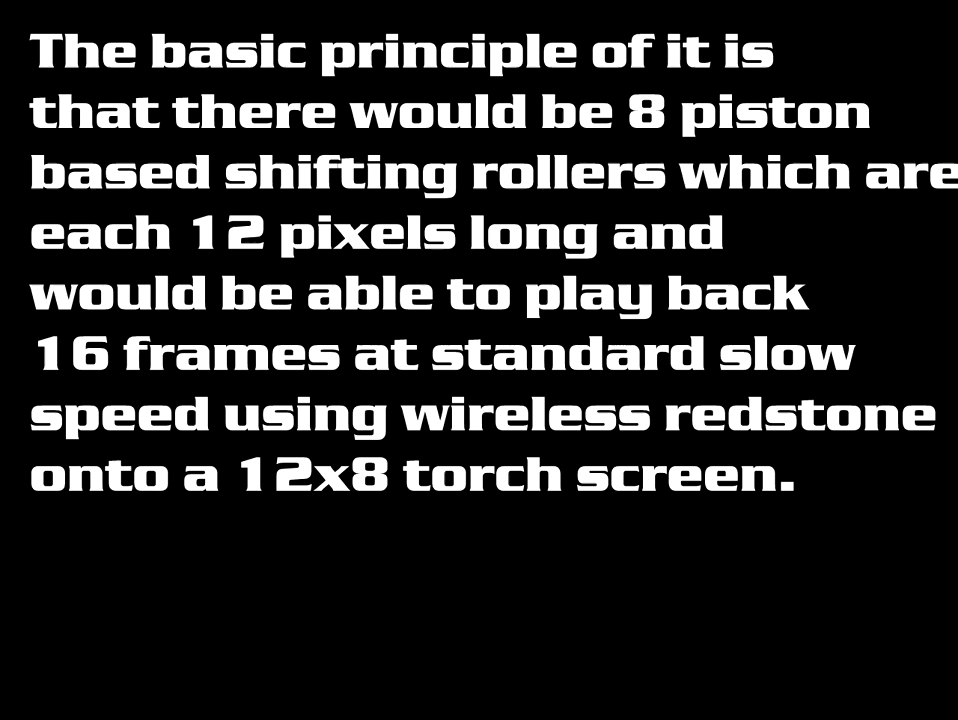 The basic principle of it is
that there would be 8 piston
based shifting rollers which are
each 12 pixels long and
would be able to play back
16 frames at standard slow
speed using wireless redstone
onto a 12x8 torch screen.